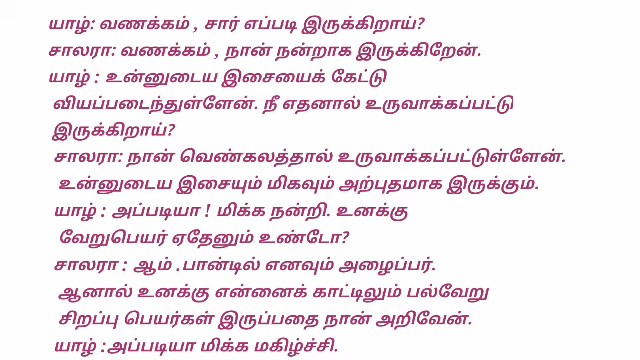 யாழ்: வணக்கம் , சார் எப்படி இருக்கிறாய்?
சாலரா: வணக்கம் , நான் நன்றாக இருக்கிறேன்.
யாழ் : உன்னுடைய இசையைக் கேட்டு
வியப்படைந்துள்ளேன். நீ எதனால் உருவாக்கப்பட்டு
இருக்கிறாய்?
சாலரா: நான் வெண்கலத்தால் உருவாக்கப்பட்டுள்ளேன்.
உன்னுடைய இசையும் மிகவும் அற்புதமாக இருக்கும்.
யாழ் : அப்படியா ! மிக்க நன்றி. உனக்கு
வேறுபெயர் ஏதேனும் உண்டோ?
சாலரா : ஆம் .பான்டில் எனவும் அழைப்பர்.
ஆனால் உனக்கு என்னைக் காட்டிலும் பல்வேறு
சிறப்பு பெயர்கள் இருப்பதை நான் அறிவேன்.
யாழ் :அப்படியா மிக்க மகிழ்ச்சி.